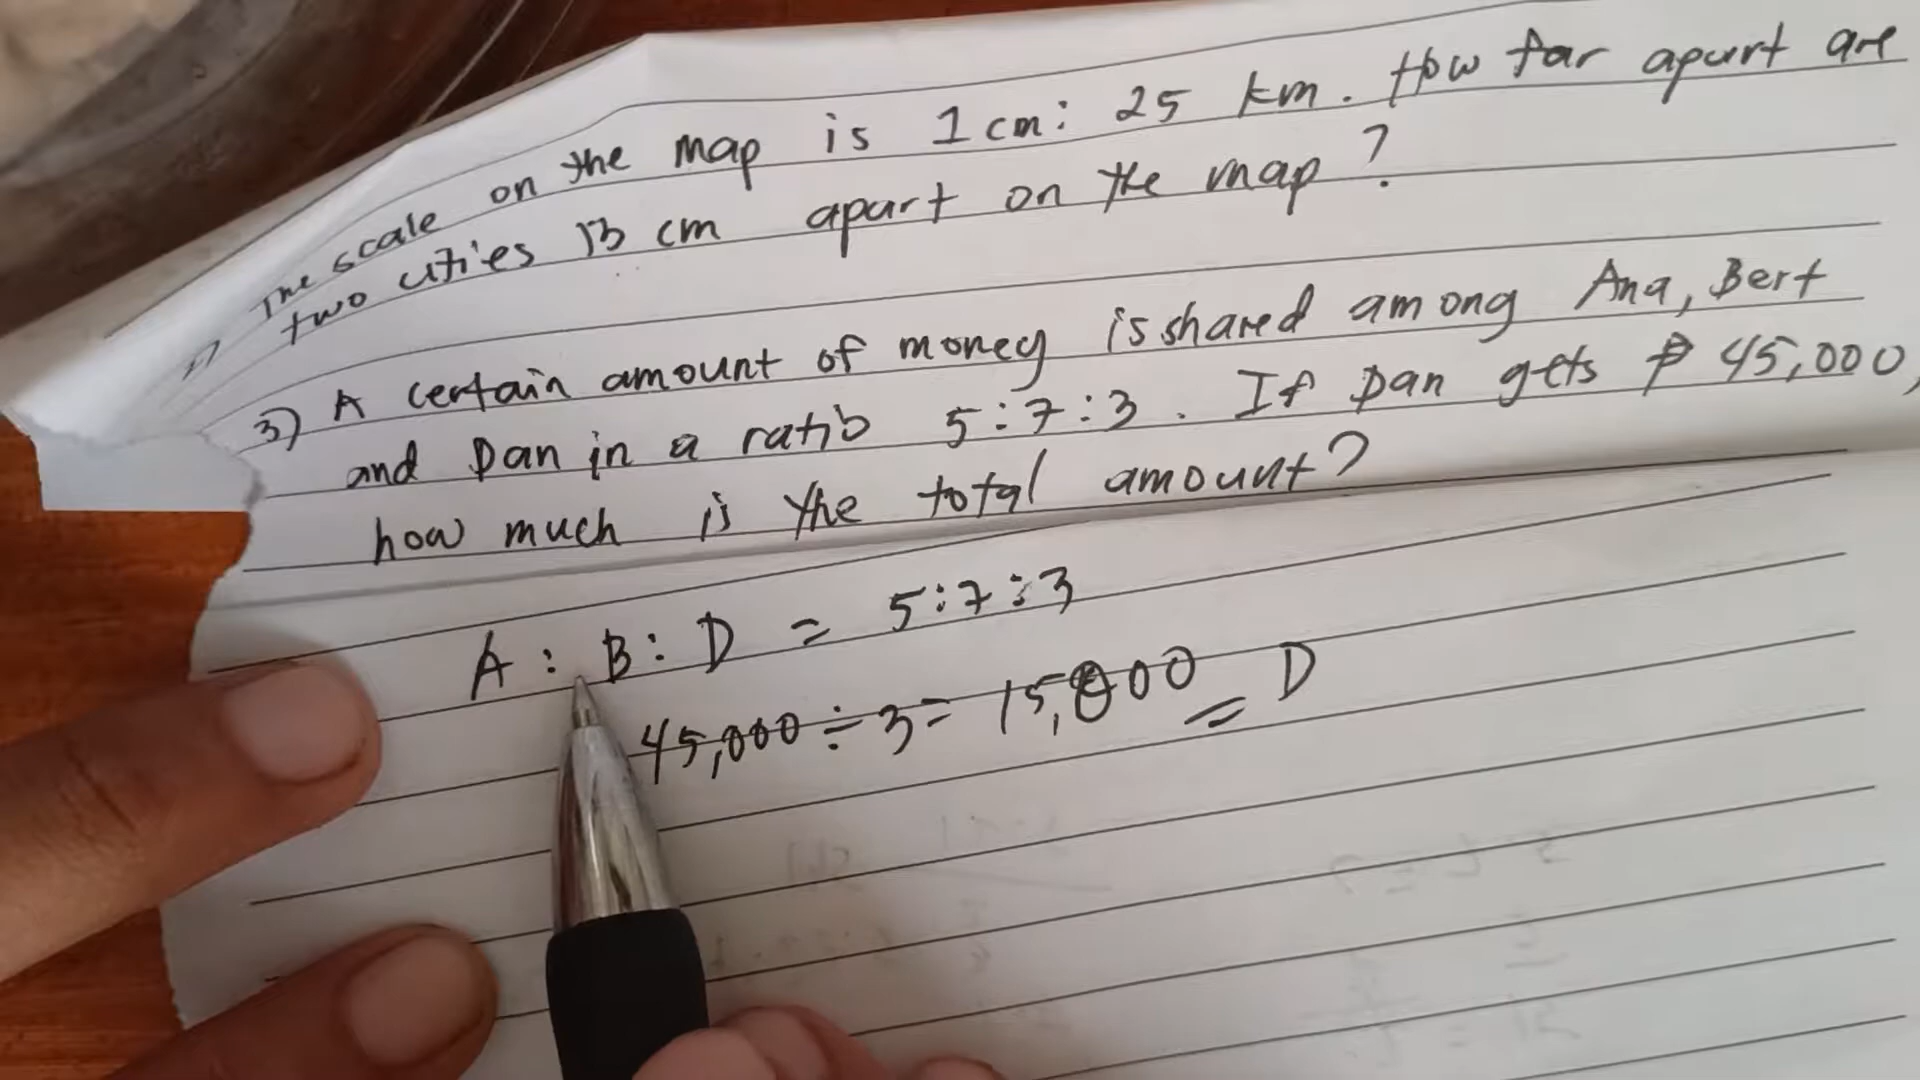 The scale on the map is 1 cm: 25 km. How far apart are
two cities 13 cm apart on the map?
3) A certain amount of money is shared among Ana, Bert
and Dan in a ratio 5:7:3. If Dan gets ₱ 45,000,
how much is the total amount?
A : B : D = 5:7:3
45,000 ÷ 3 = 15,000 = D